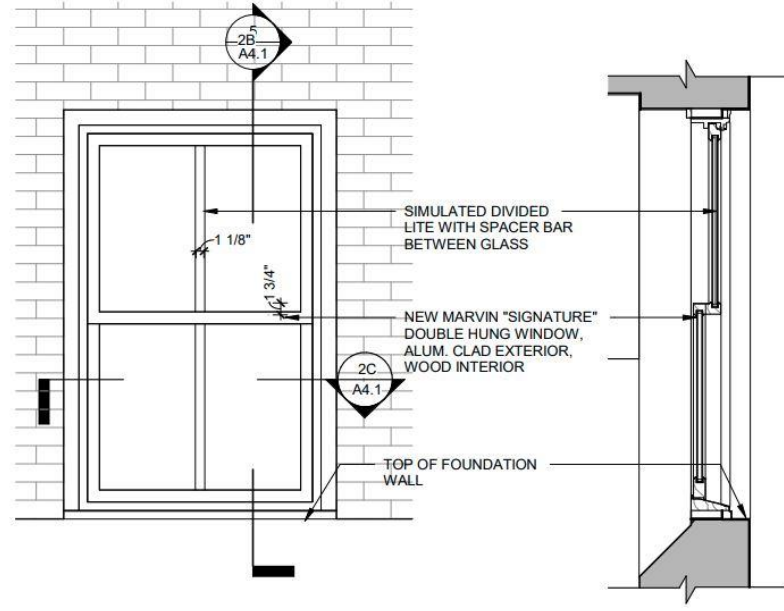 5
2B
A4.1
SIMULATED DIVIDED
LITE WITH SPACER BAR
BETWEEN GLASS
1 1/8"
1 3/4"
NEW MARVIN "SIGNATURE"
DOUBLE HUNG WINDOW,
ALUM. CLAD EXTERIOR,
WOOD INTERIOR
2C
A4.1
TOP OF FOUNDATION
WALL